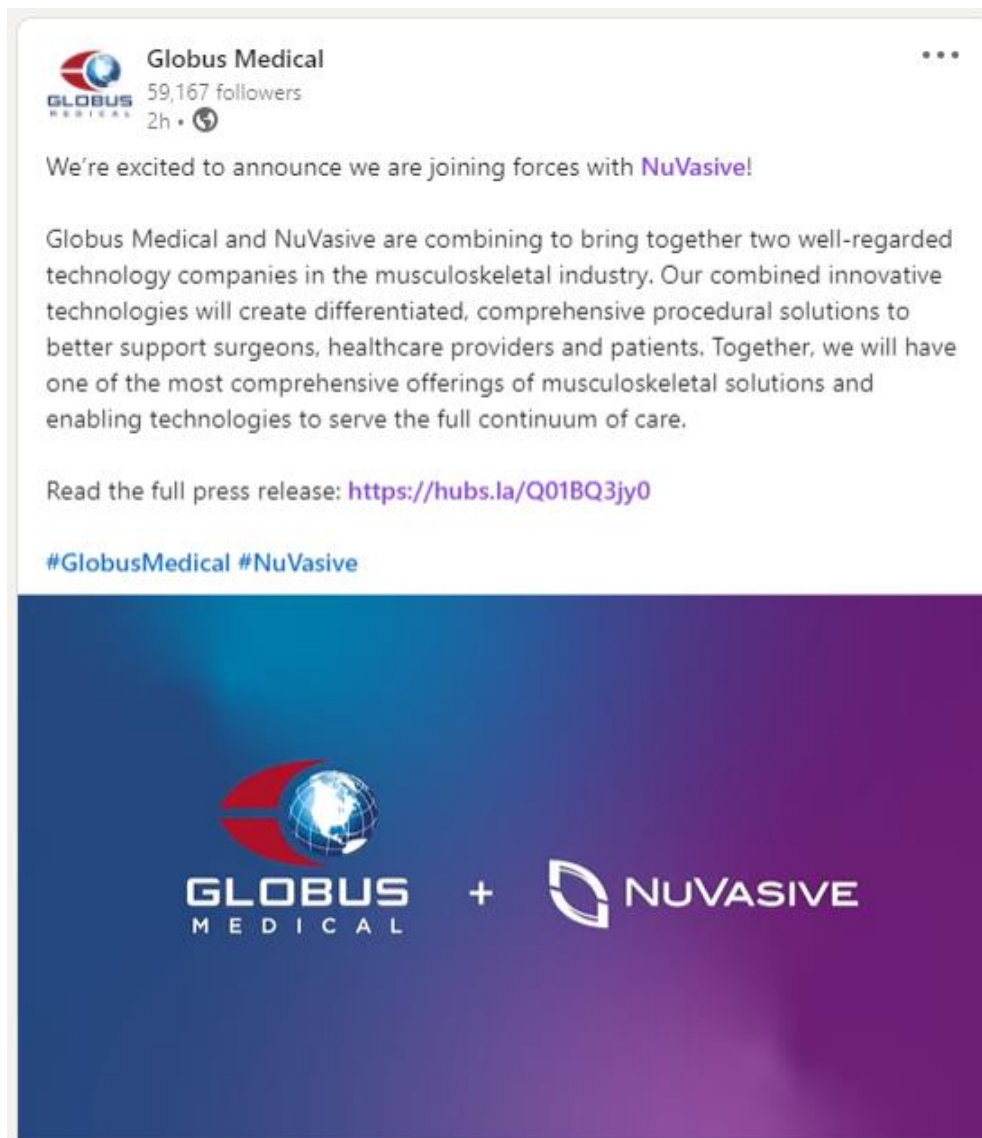 GLOBUS
MEDICAL
Globus Medical
59,167 followers
2h •
We’re excited to announce we are joining forces with NuVasive!
Globus Medical and NuVasive are combining to bring together two well-regarded
technology companies in the musculoskeletal industry. Our combined innovative
technologies will create differentiated, comprehensive procedural solutions to
better support surgeons, healthcare providers and patients. Together, we will have
one of the most comprehensive offerings of musculoskeletal solutions and
enabling technologies to serve the full continuum of care.
Read the full press release: https://hubs.la/Q01BQ3jy0
#GlobusMedical #NuVasive
GLOBUS
MEDICAL
+
NUVASIVE